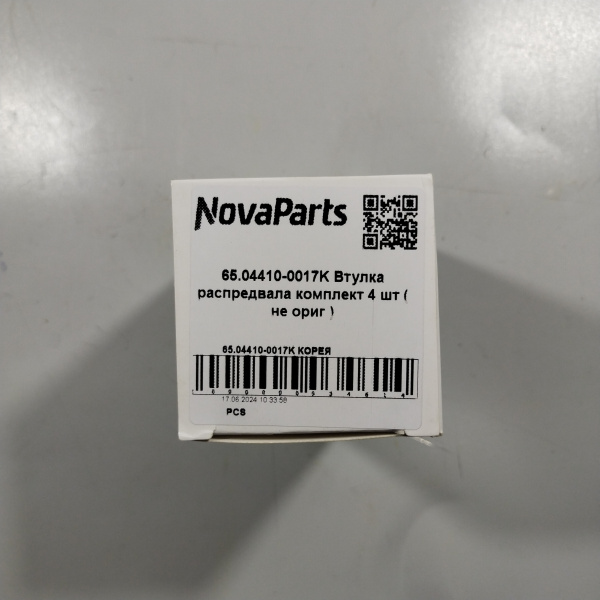 NovaParts
65.04410-0017K Втулка
распредвала комплект 4 шт (
не ориг )
65.04410-0017K КОРЕЯ
17.06.2024 10:33:58
PCS